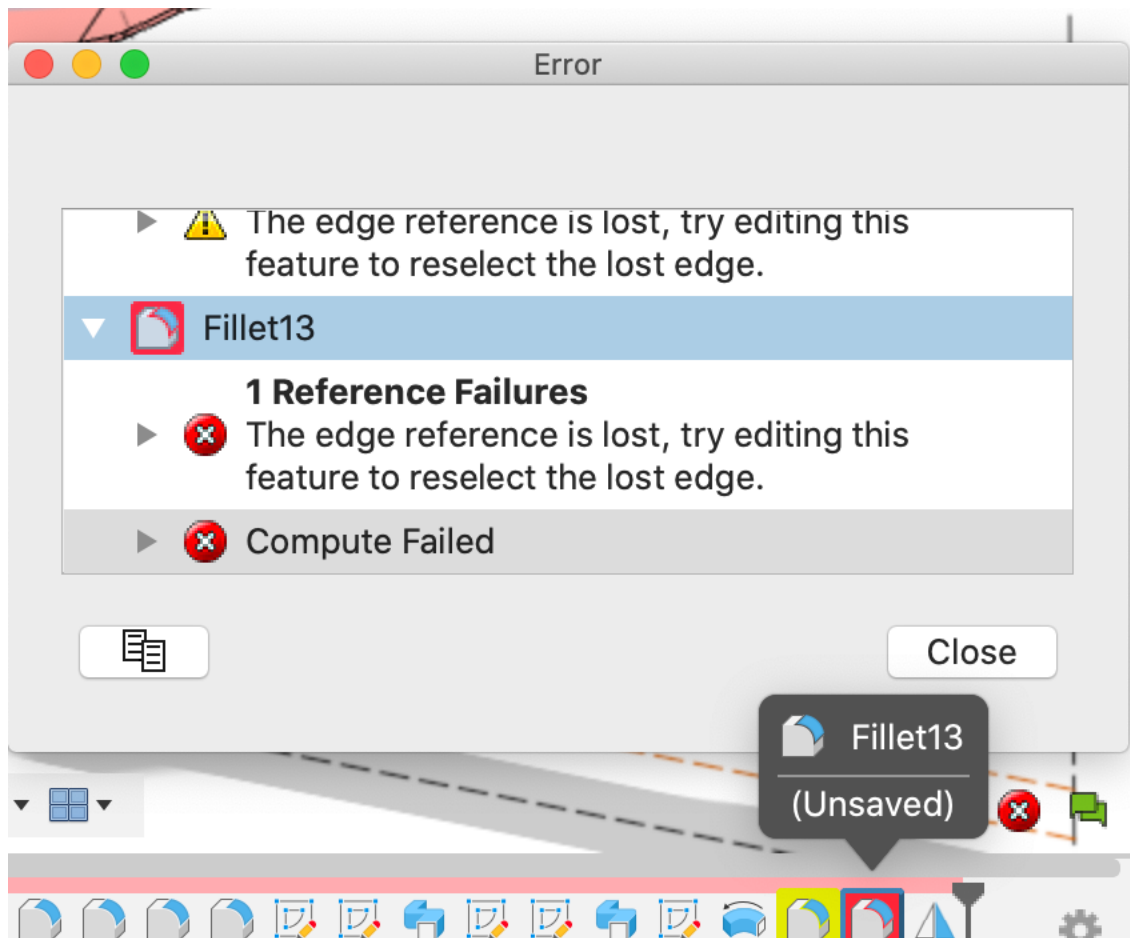 Error
The edge reference is lost, try editing this
feature to reselect the lost edge.
Fillet13
1 Reference Failures
The edge reference is lost, try editing this
feature to reselect the lost edge.
Compute Failed
Close
Fillet13
(Unsaved)